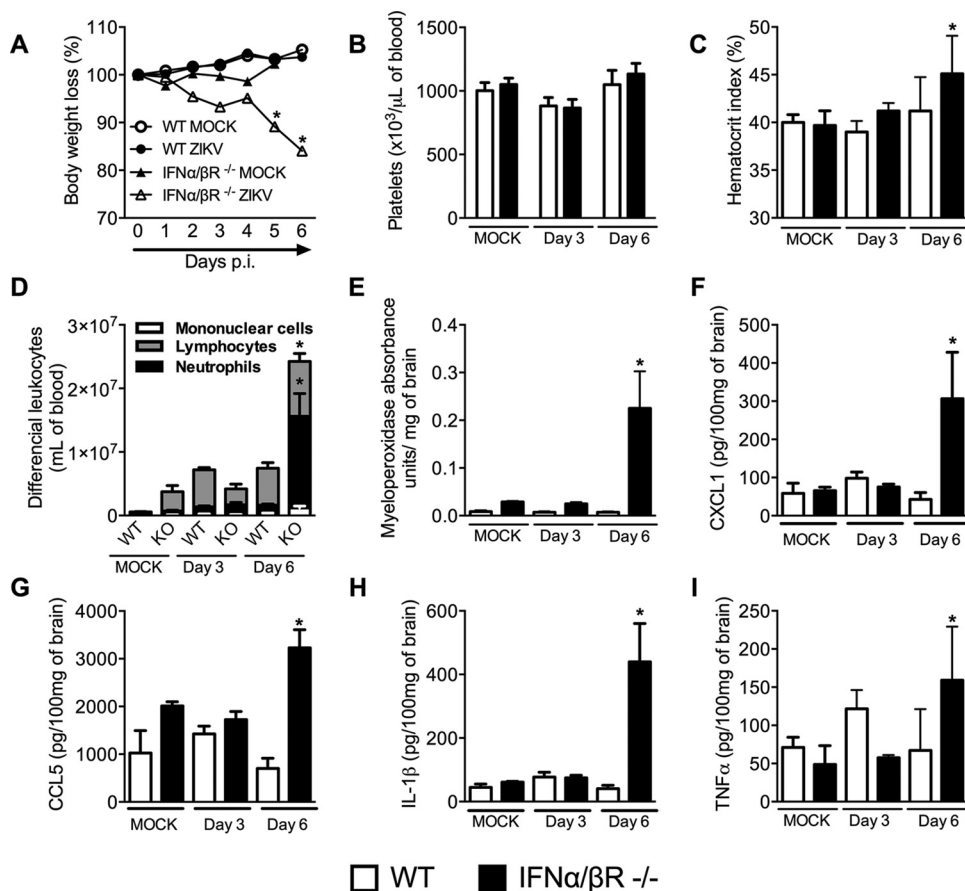 A
Body weight loss (%)
110
100
90
80
70
WT MOCK
WT ZIKV
IFNα/βR -/- MOCK
IFNα/βR -/- ZIKV
* *
0 1 2 3 4 5 6
Days p.i.
B
Platelets (x10³/µL of blood)
1500
1000
500
0
MOCK Day 3 Day 6
C
Hematotorit index (%)
50
45
40
35
30
*
MOCK Day 3 Day 6
D
Differencial leukocytes
(mL of blood)
3×10⁷
2×10⁷
1×10⁷
0
Mononuclear cells
Lymphocytes
Neutrophils
*
*
WT KO WT KO WT KO
MOCK Day 3 Day 6
E
Myeloperoxidase absorbance
units/ mg of brain
0.4
0.3
0.2
0.1
0.0
*
MOCK Day 3 Day 6
F
CXCL1 (pg/100mg of brain)
500
400
300
200
100
0
*
MOCK Day 3 Day 6
G
CCL5 (pg/100mg of brain)
4000
3000
2000
1000
0
*
MOCK Day 3 Day 6
H
IL-1β (pg/100mg of brain)
600
400
200
0
*
MOCK Day 3 Day 6
I
TNFα (pg/100mg of brain)
250
200
150
100
50
0
*
MOCK Day 3 Day 6
WT IFNα/βR -/-